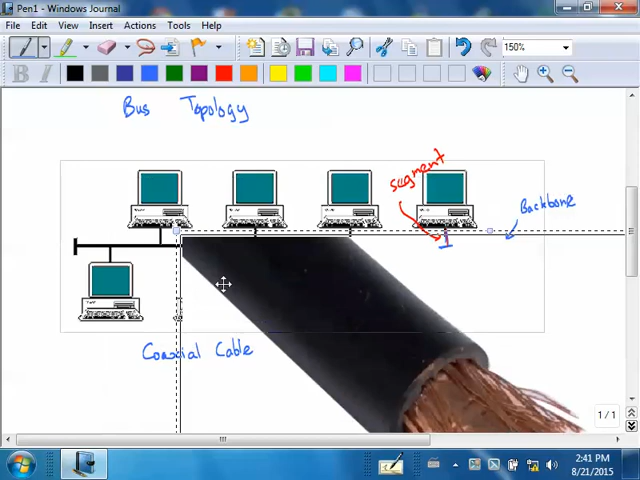 Pen1 - Windows Journal
File Edit View Insert Actions Tools Help
150%
B I
Bus Topology
segment
Backbone
Coaxial Cable
1/1
2:41 PM
8/21/2015